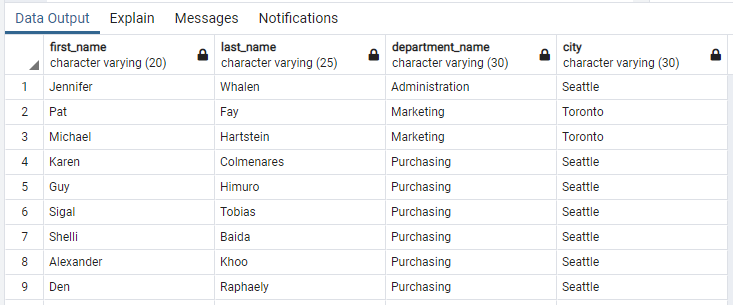 Data Output Explain Messages Notifications
first_name last_name department_name city
character varying (20) character varying (25) character varying (30) character varying (30)
1 Jennifer Whalen Administration Seattle
2 Pat Fay Marketing Toronto
3 Michael Hartstein Marketing Toronto
4 Karen Colmenares Purchasing Seattle
5 Guy Himuro Purchasing Seattle
6 Sigal Tobias Purchasing Seattle
7 Shelli Baida Purchasing Seattle
8 Alexander Khoo Purchasing Seattle
9 Den Raphaely Purchasing Seattle